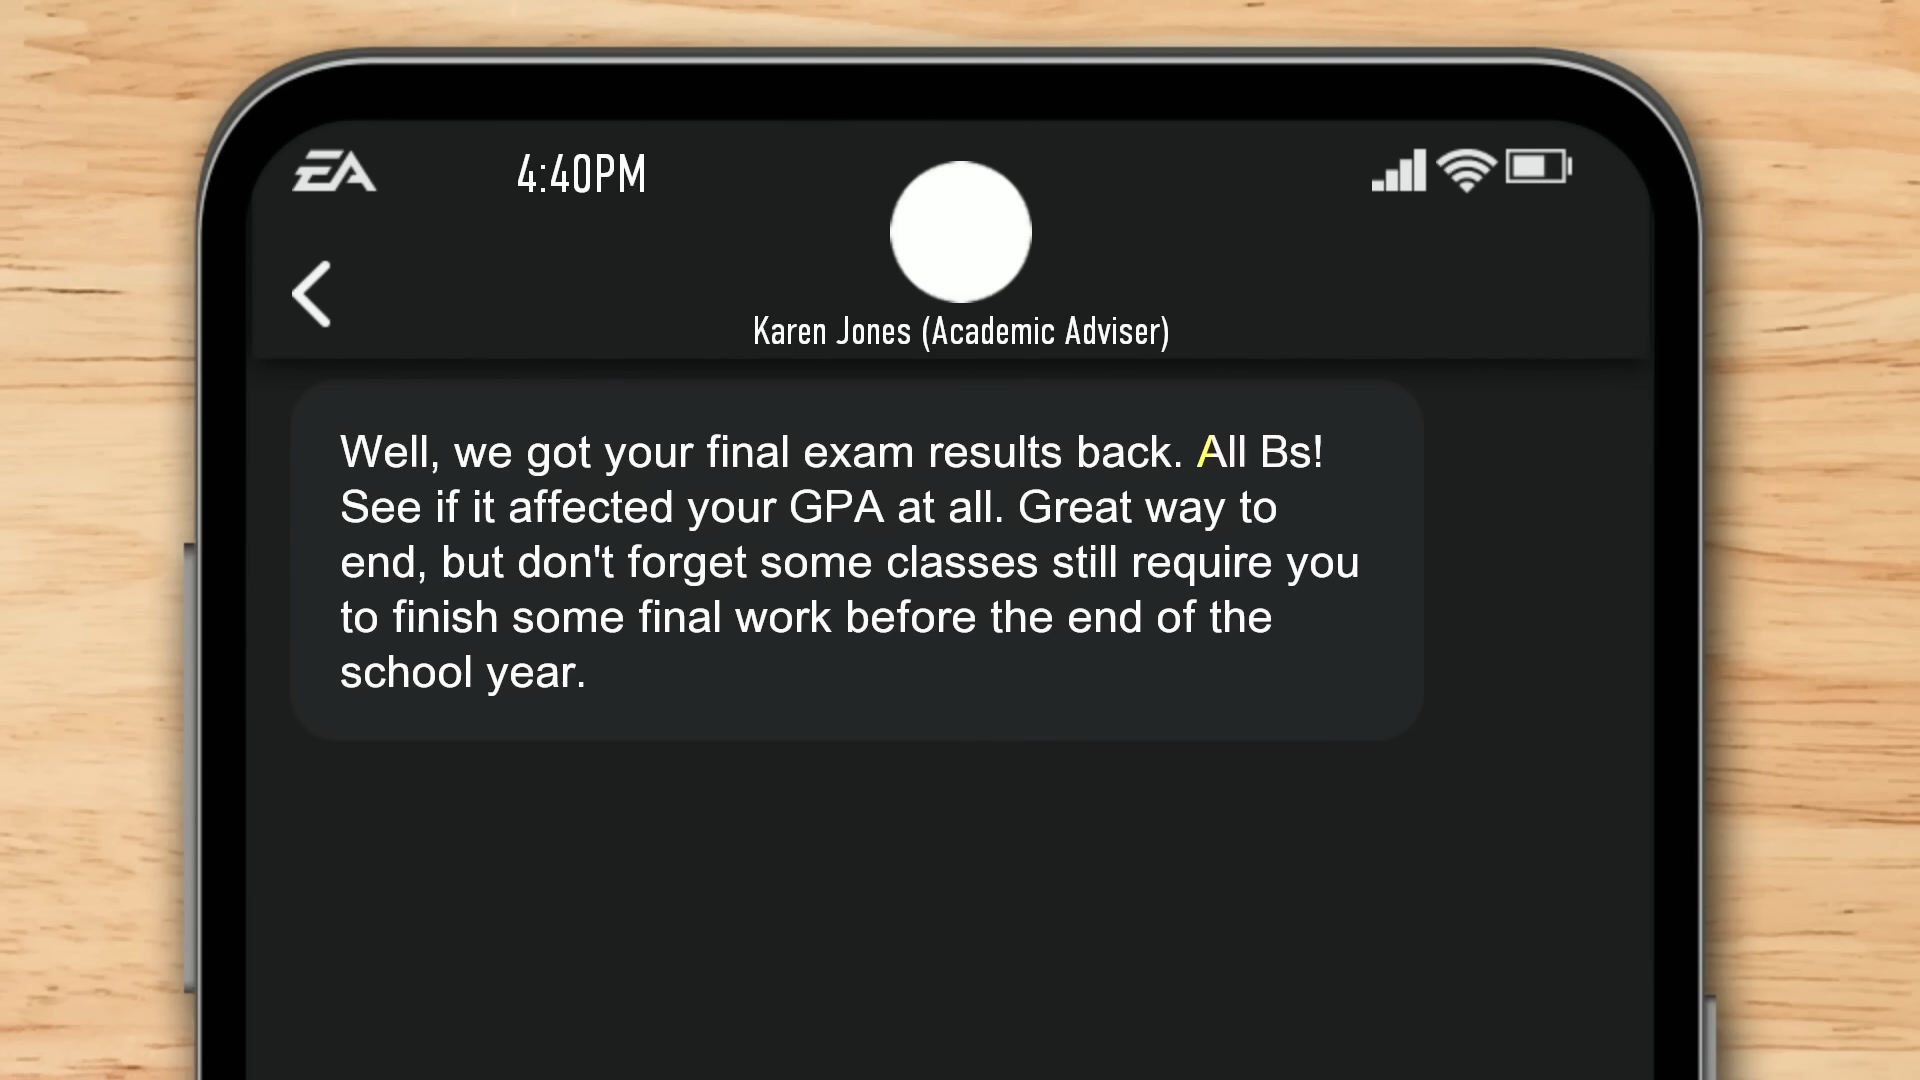 EA
4:40PM
Karen Jones (Academic Adviser)
Well, we got your final exam results back. All Bs!
See if it affected your GPA at all. Great way to
end, but don't forget some classes still require you
to finish some final work before the end of the
school year.